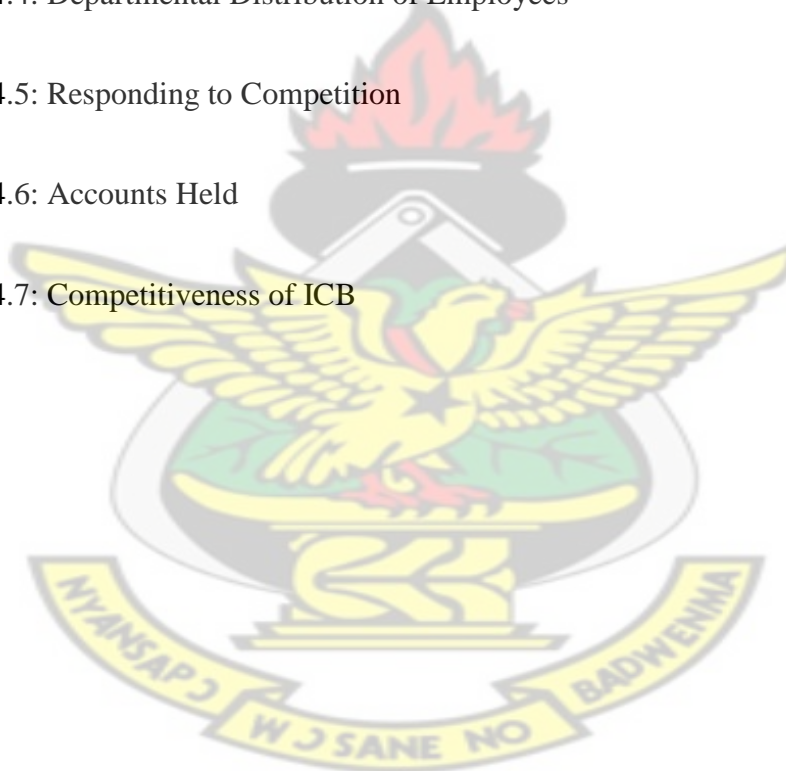 4.4: Departmental Distribution of Employees
4.5: Responding to Competition
4.6: Accounts Held
4.7: Competitiveness of ICB
NYANSAPƆ WƆSANE NO BADWENMA